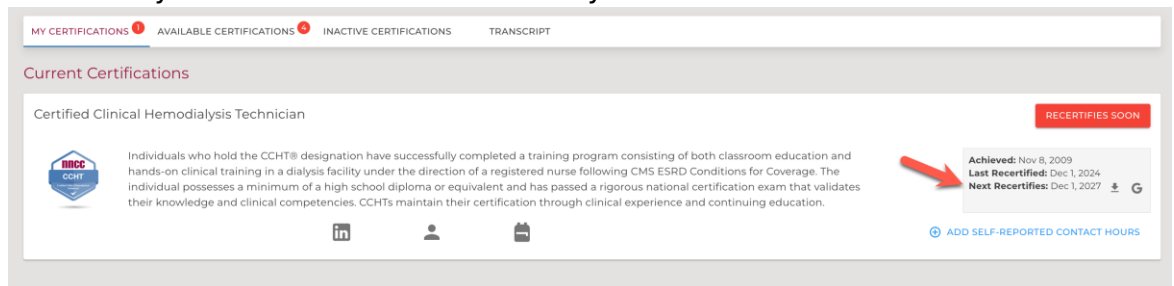 MY CERTIFICATIONS 1 AVAILABLE CERTIFICATIONS 4 INACTIVE CERTIFICATIONS TRANSCRIPT
Current Certifications
Certified Clinical Hemodialysis Technician
RECERTIFIES SOON
NNCC
CCHT
Individuals who hold the CCHT® designation have successfully completed a training program consisting of both classroom education and
hands-on clinical training in a dialysis facility under the direction of a registered nurse following CMS ESRD Conditions for Coverage. The
individual possesses a minimum of a high school diploma or equivalent and has passed a rigorous national certification exam that validates
their knowledge and clinical competencies. CCHTs maintain their certification through clinical experience and continuing education.
Achieved: Nov 8, 2009
Last Recertified: Dec 1, 2024
Next Recertifies: Dec 1, 2027
G
in
ADD SELF-REPORTED CONTACT HOURS